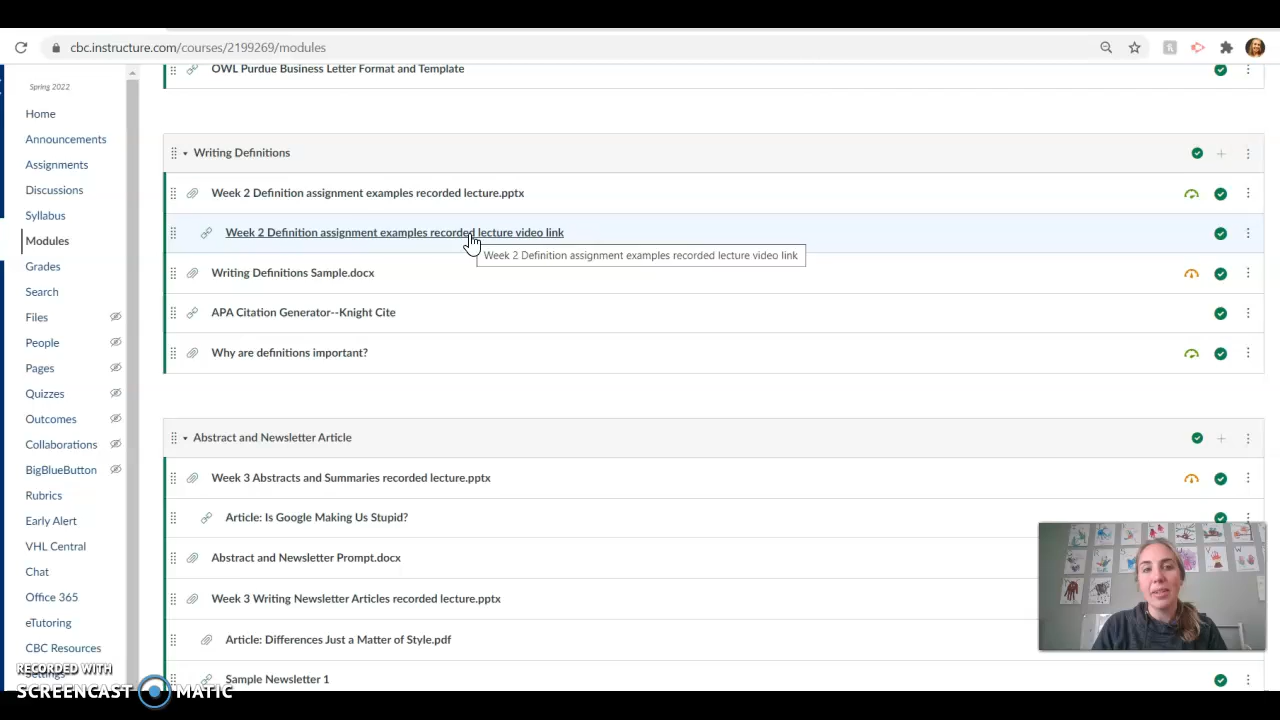 cbc.instructure.com/courses/2199269/modules
OWL Purdue Business Letter Format and Template
Spring 2022
Home
Announcements
Assignments
Discussions
Syllabus
Modules
Grades
Search
Files
People
Pages
Quizzes
Outcomes
Collaborations
BigBlueButton
Rubrics
Early Alert
VHL Central
Chat
Office 365
eTutoring
CBC Resources
Settings
Writing Definitions
Week 2 Definition assignment examples recorded lecture.pptx
Week 2 Definition assignment examples recorded lecture video link
Week 2 Definition assignment examples recorded lecture video link
Writing Definitions Sample.docx
APA Citation Generator--Knight Cite
Why are definitions important?
Abstract and Newsletter Article
Week 3 Abstracts and Summaries recorded lecture.pptx
Article: Is Google Making Us Stupid?
Abstract and Newsletter Prompt.docx
Week 3 Writing Newsletter Articles recorded lecture.pptx
Article: Differences Just a Matter of Style.pdf
Sample Newsletter 1
RECORDED WITH
SCREENCAST MATIC